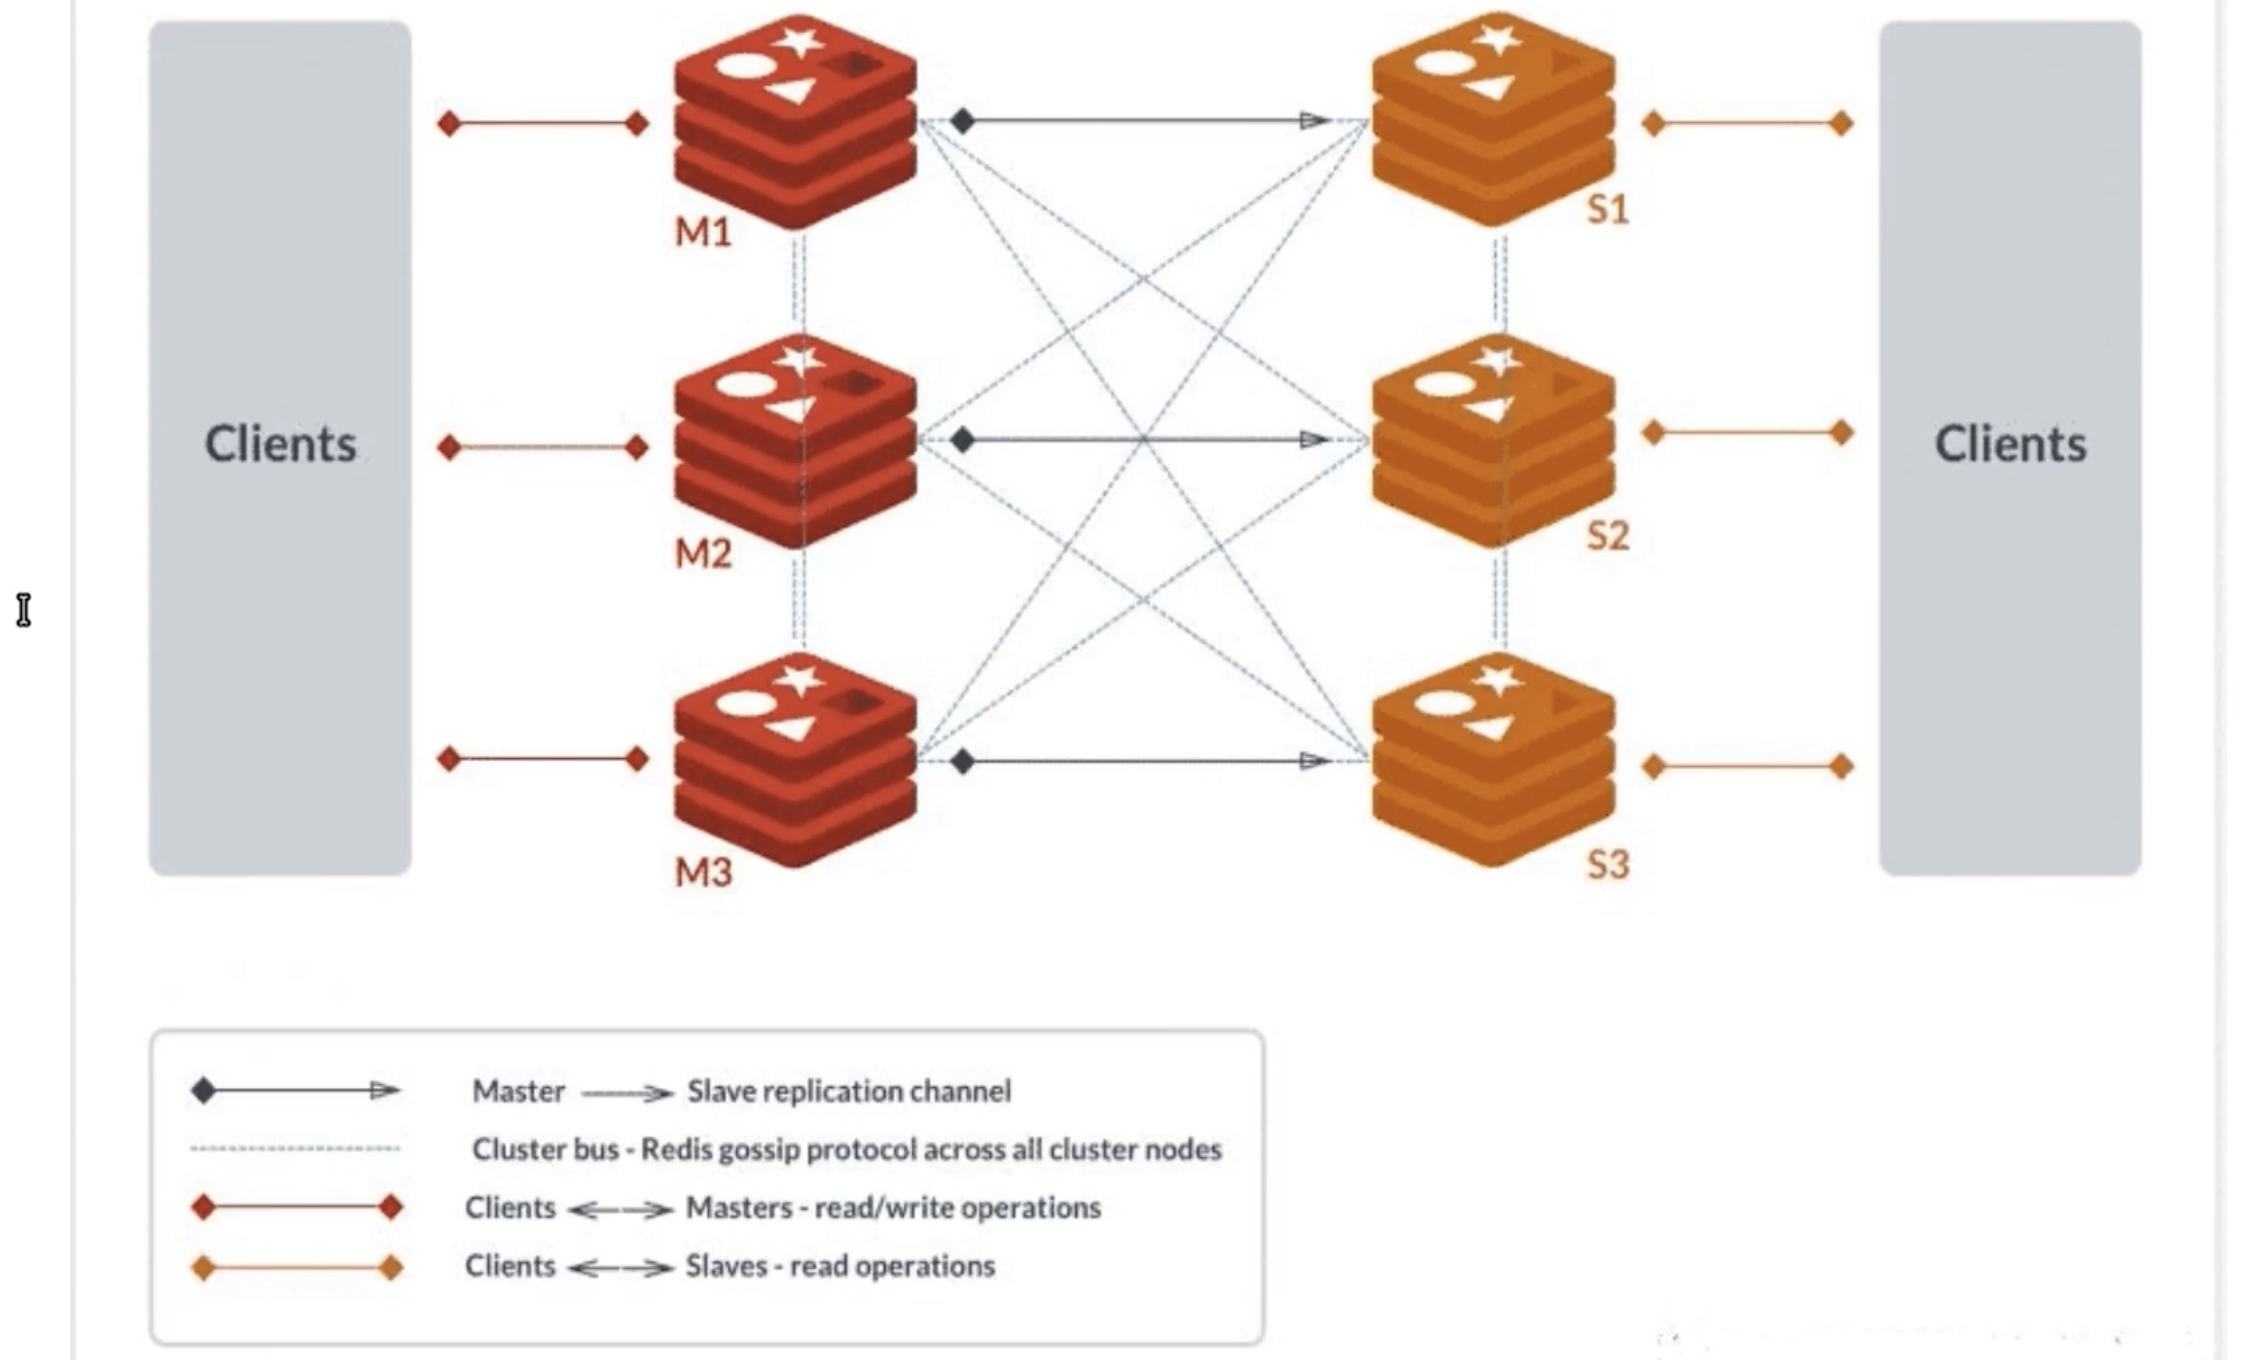 M1
S1
Clients
Clients
M2
S2
M3
S3
Master Slave replication channel
Cluster bus - Redis gossip protocol across all cluster nodes
Clients Masters - read/write operations
Clients Slaves - read operations